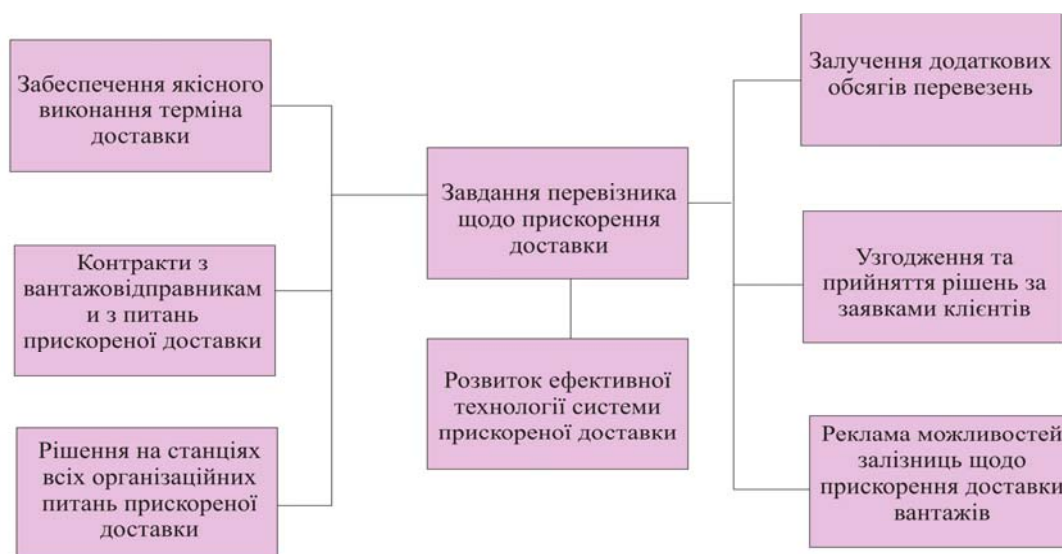 Забеспечення якісного
виконання терміна
доставки
Контракти з
вантажовідправникам
и з питань
прискореної доставки
Рішення на станціях
всіх організаційних
питань прискореної
доставки
Завдання перевізника
щодо прискорення
доставки
Розвиток ефективної
технології системи
прискореної доставки
Залучення додаткових
обсягів перевезень
Узгодження та
прийняття рішень за
заявками клієнтів
Реклама можливостей
залізниць щодо
прискорення доставки
вантажів